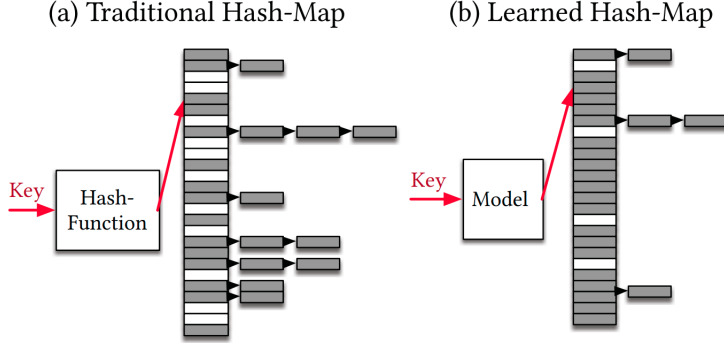 (a) Traditional Hash-Map
(b) Learned Hash-Map
Key
Hash-
Function
Key
Model